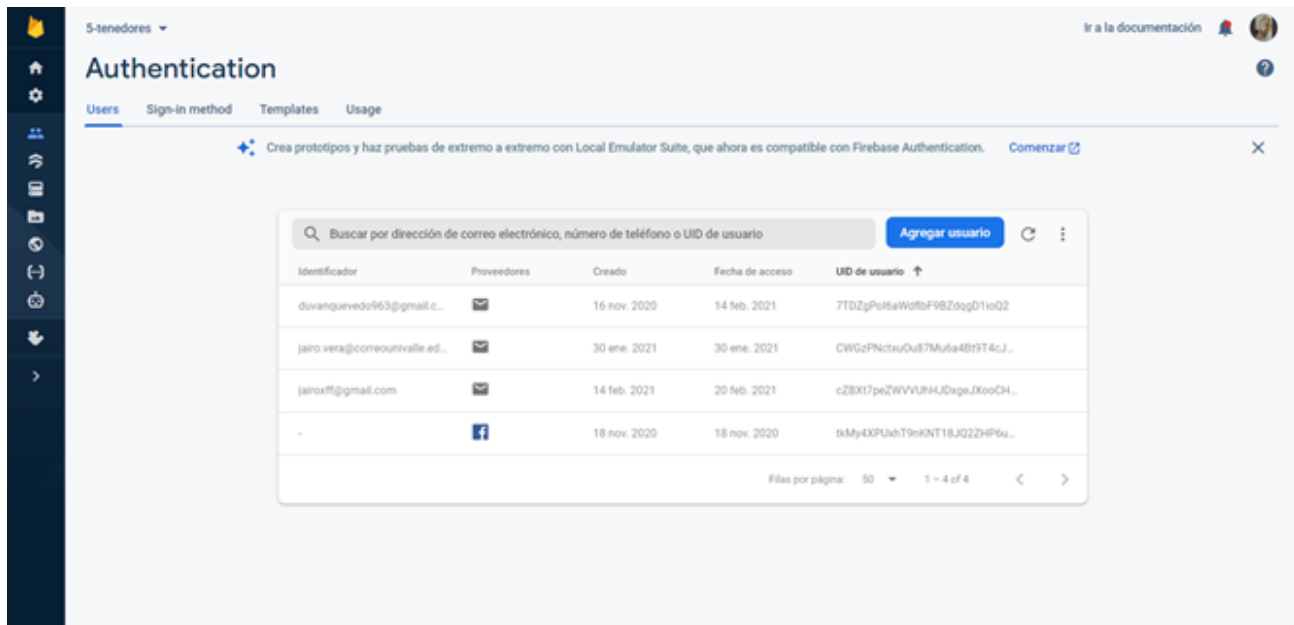 5-tenedores
Ir a la documentación
Authentication
Users Sign-in method Templates Usage
Crea prototipos y haz pruebas de extremo a extremo con Local Emulator Suite, que ahora es compatible con Firebase Authentication. Comenzar
Buscar por dirección de correo electrónico, número de teléfono o UID de usuario
Agregar usuario
Identificador Proveedores Creado Fecha de acceso UID de usuario
duvanquevedo963@gmail.c... 16 nov. 2020 14 feb. 2021
jairo.vera@correounivalle.ed... 30 ene. 2021 30 ene. 2021
jairoxff@gmail.com 14 feb. 2021 20 feb. 2021
- 18 nov. 2020 18 nov. 2020
Filas por página: 50 1 – 4 of 4